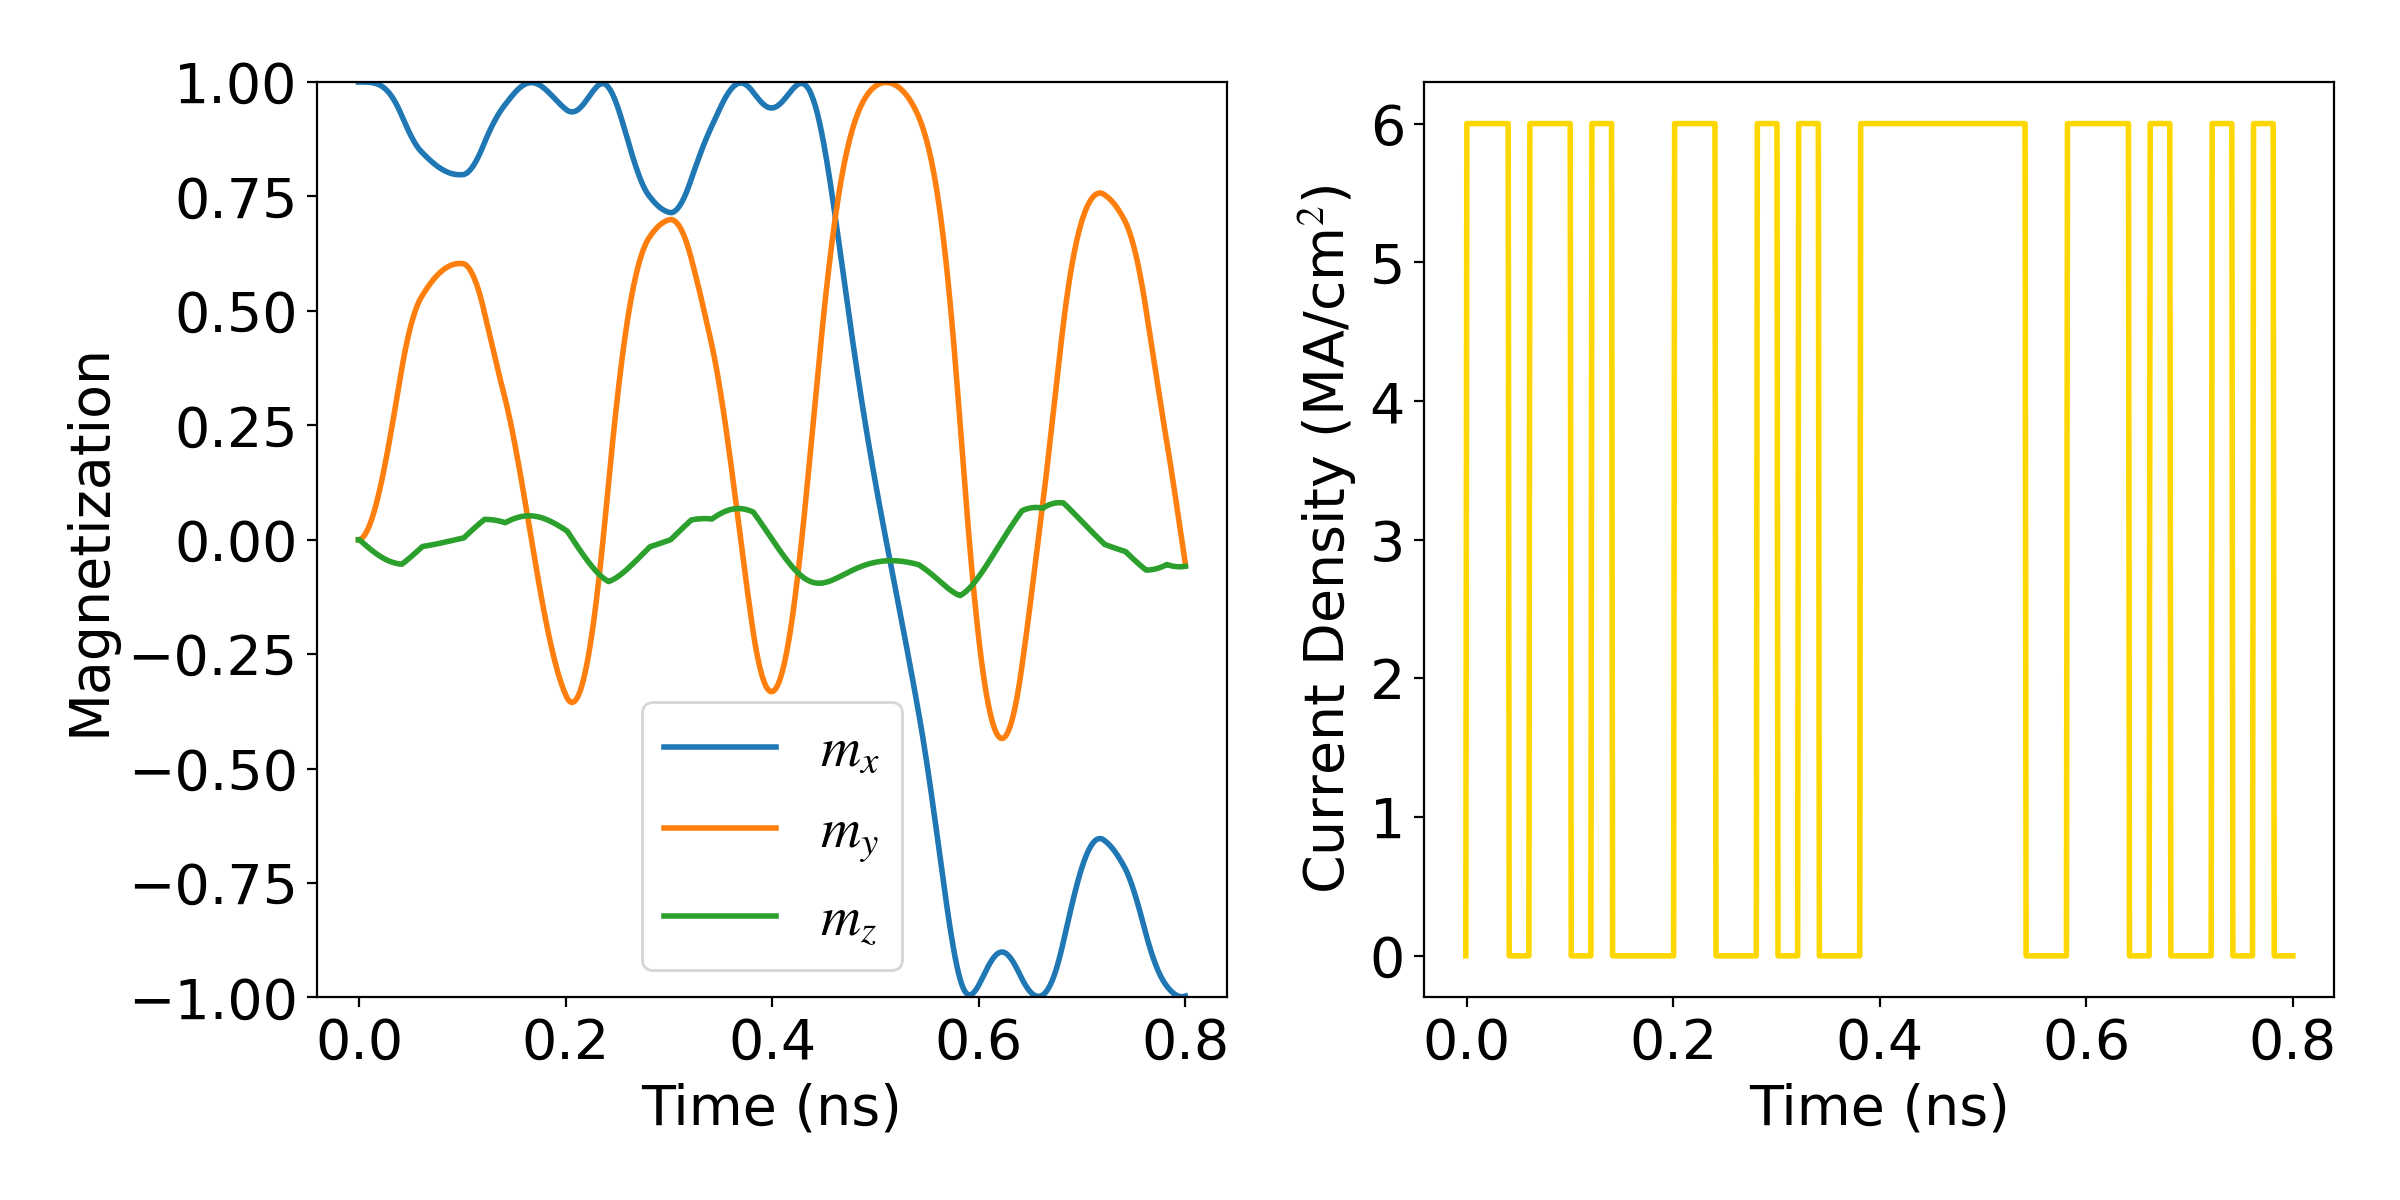 1.00
0.75
0.50
0.25
0.00
−0.25
−0.50
−0.75
−1.00
Magnetization
0.0 0.2 0.4 0.6 0.8
Time (ns)
m_x
m_y
m_z
6
5
4
3
2
1
0
Current Density (MA/cm²)
0.0 0.2 0.4 0.6 0.8
Time (ns)